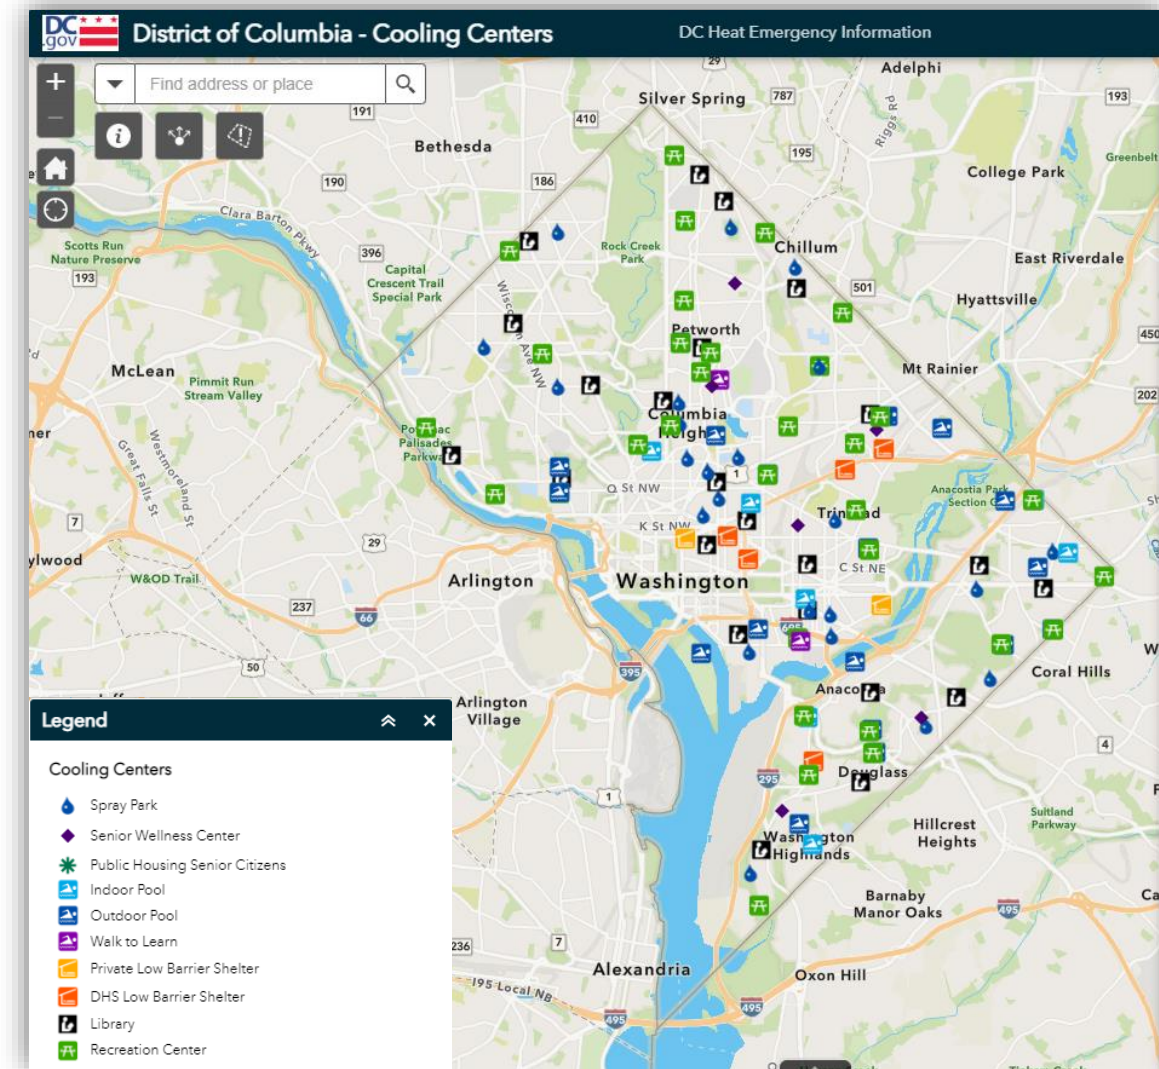 DC
.gov
District of Columbia - Cooling Centers
DC Heat Emergency Information
Find address or place
29
Adelphi
Silver Spring
787
193
Riggs Rd
191
410
Bethesda
195
Greenbelt
College Park
190
186
Clara Barton Pkwy
Scotts Run
Nature Preserve
396
Rock Creek
Park
Chillum
East Riverdale
193
Capital
Crescent Trail
Special Park
501
Hyattsville
Wisconsin Ave NW
Petworth
450
McLean
Pimmit Run
Stream Valley
Mt Rainier
202
Columbia
Heights
Potomac
Palisades
Parkway
Great Falls St
Westmoreland St
1
Q St NW
Anacostia Park
Section G
7
K St NW
Trinidad
29
W&OD Trail
Arlington
Washington
C St NE
237
66
695
50
395
Coral Hills
Arlington
Village
Anacostia
4
295
Douglass
1
Suitland
Parkway
Hillcrest
Heights
Washington
Highlands
Barnaby
Manor Oaks
495
236
7
Alexandria
Oxon Hill
I95 Local NB
495
495
Legend
Cooling Centers
Spray Park
Senior Wellness Center
Public Housing Senior Citizens
Indoor Pool
Outdoor Pool
Walk to Learn
Private Low Barrier Shelter
DHS Low Barrier Shelter
Library
Recreation Center